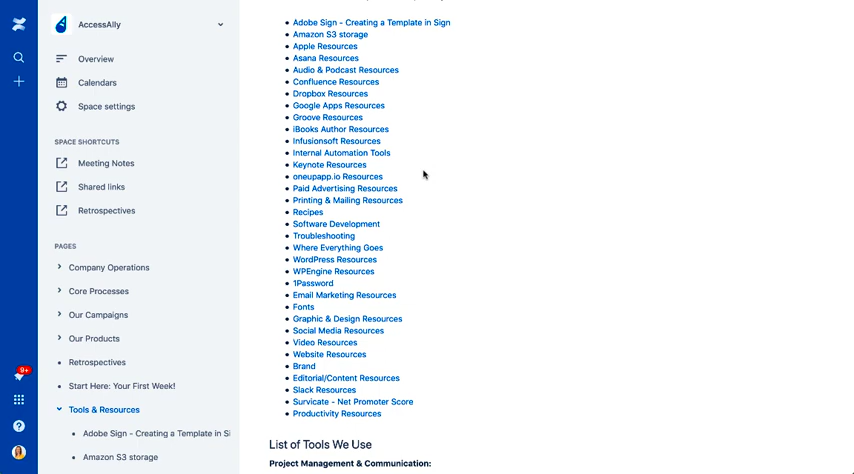 AccessAlly
Overview
Calendars
Space settings
SPACE SHORTCUTS
Meeting Notes
Shared links
Retrospectives
PAGES
Company Operations
Core Processes
Our Campaigns
Our Products
Retrospectives
Start Here: Your First Week!
Tools & Resources
Adobe Sign - Creating a Template in Si
Amazon S3 storage
9+
Adobe Sign - Creating a Template in Sign
Amazon S3 storage
Apple Resources
Asana Resources
Audio & Podcast Resources
Confluence Resources
Dropbox Resources
Google Apps Resources
Groove Resources
iBooks Author Resources
Infusionsoft Resources
Internal Automation Tools
Keynote Resources
oneupapp.io Resources
Paid Advertising Resources
Printing & Mailing Resources
Recipes
Software Development
Troubleshooting
Where Everything Goes
WordPress Resources
WPEngine Resources
1Password
Email Marketing Resources
Fonts
Graphic & Design Resources
Social Media Resources
Video Resources
Website Resources
Brand
Editorial/Content Resources
Slack Resources
Survicate - Net Promoter Score
Productivity Resources
List of Tools We Use
Project Management & Communication: